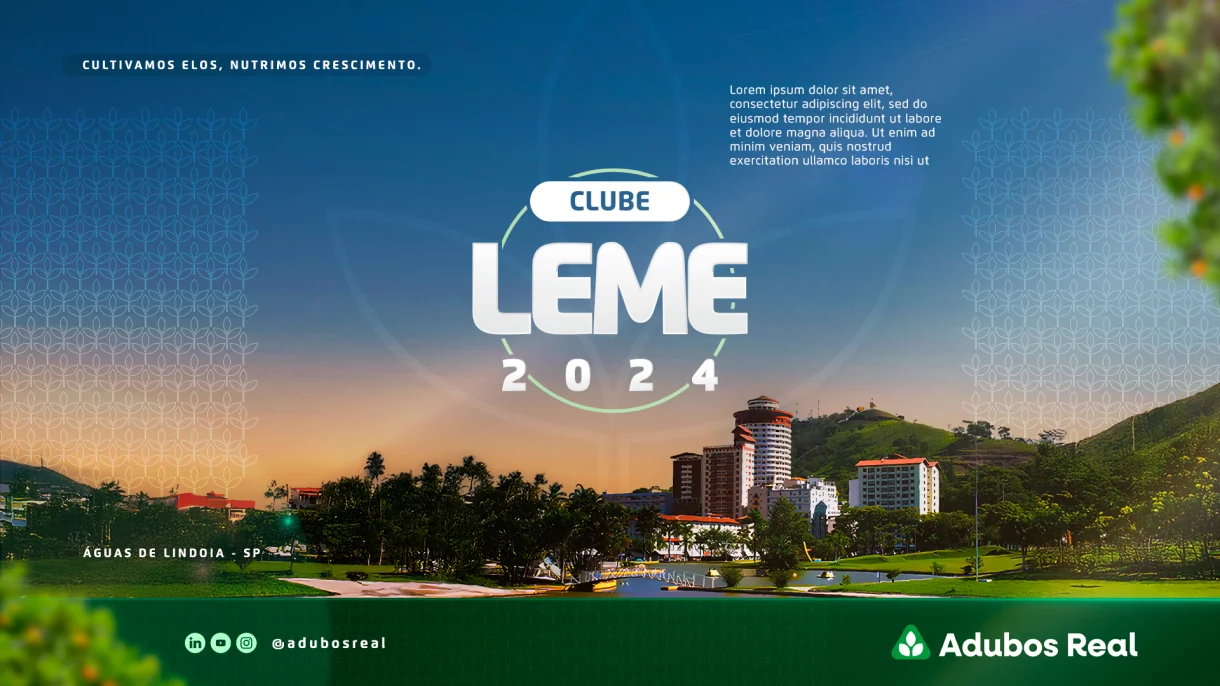 CULTIVAMOS ELOS, NUTRIMOS CRESCIMENTO.
Lorem ipsum dolor sit amet,
consectetur adipiscing elit, sed do
eiusmod tempor incididunt ut labore
et dolore magna aliqua. Ut enim ad
minim veniam, quis nostrud
exercitation ullamco laboris nisi ut
CLUBE
LEME
2024
ÁGUAS DE LINDOIA - SP
in
@adubosreal
Adubos Real